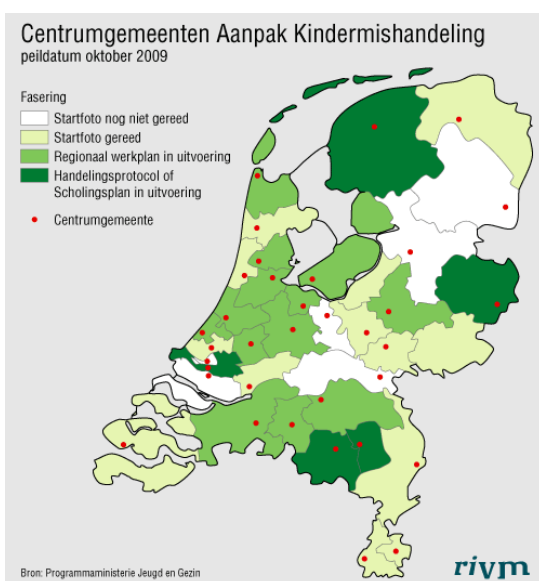 Centrumgemeenten Aanpak Kindermishandeling
peildatum oktober 2009
Fasering
Startfoto nog niet gereed
Startfoto gereed
Regionaal werkplan in uitvoering
Handelingsprotocol of
Scholingsplan in uitvoering
Centrumgemeente
Bron: Programmaministerie Jeugd en Gezin
rivm